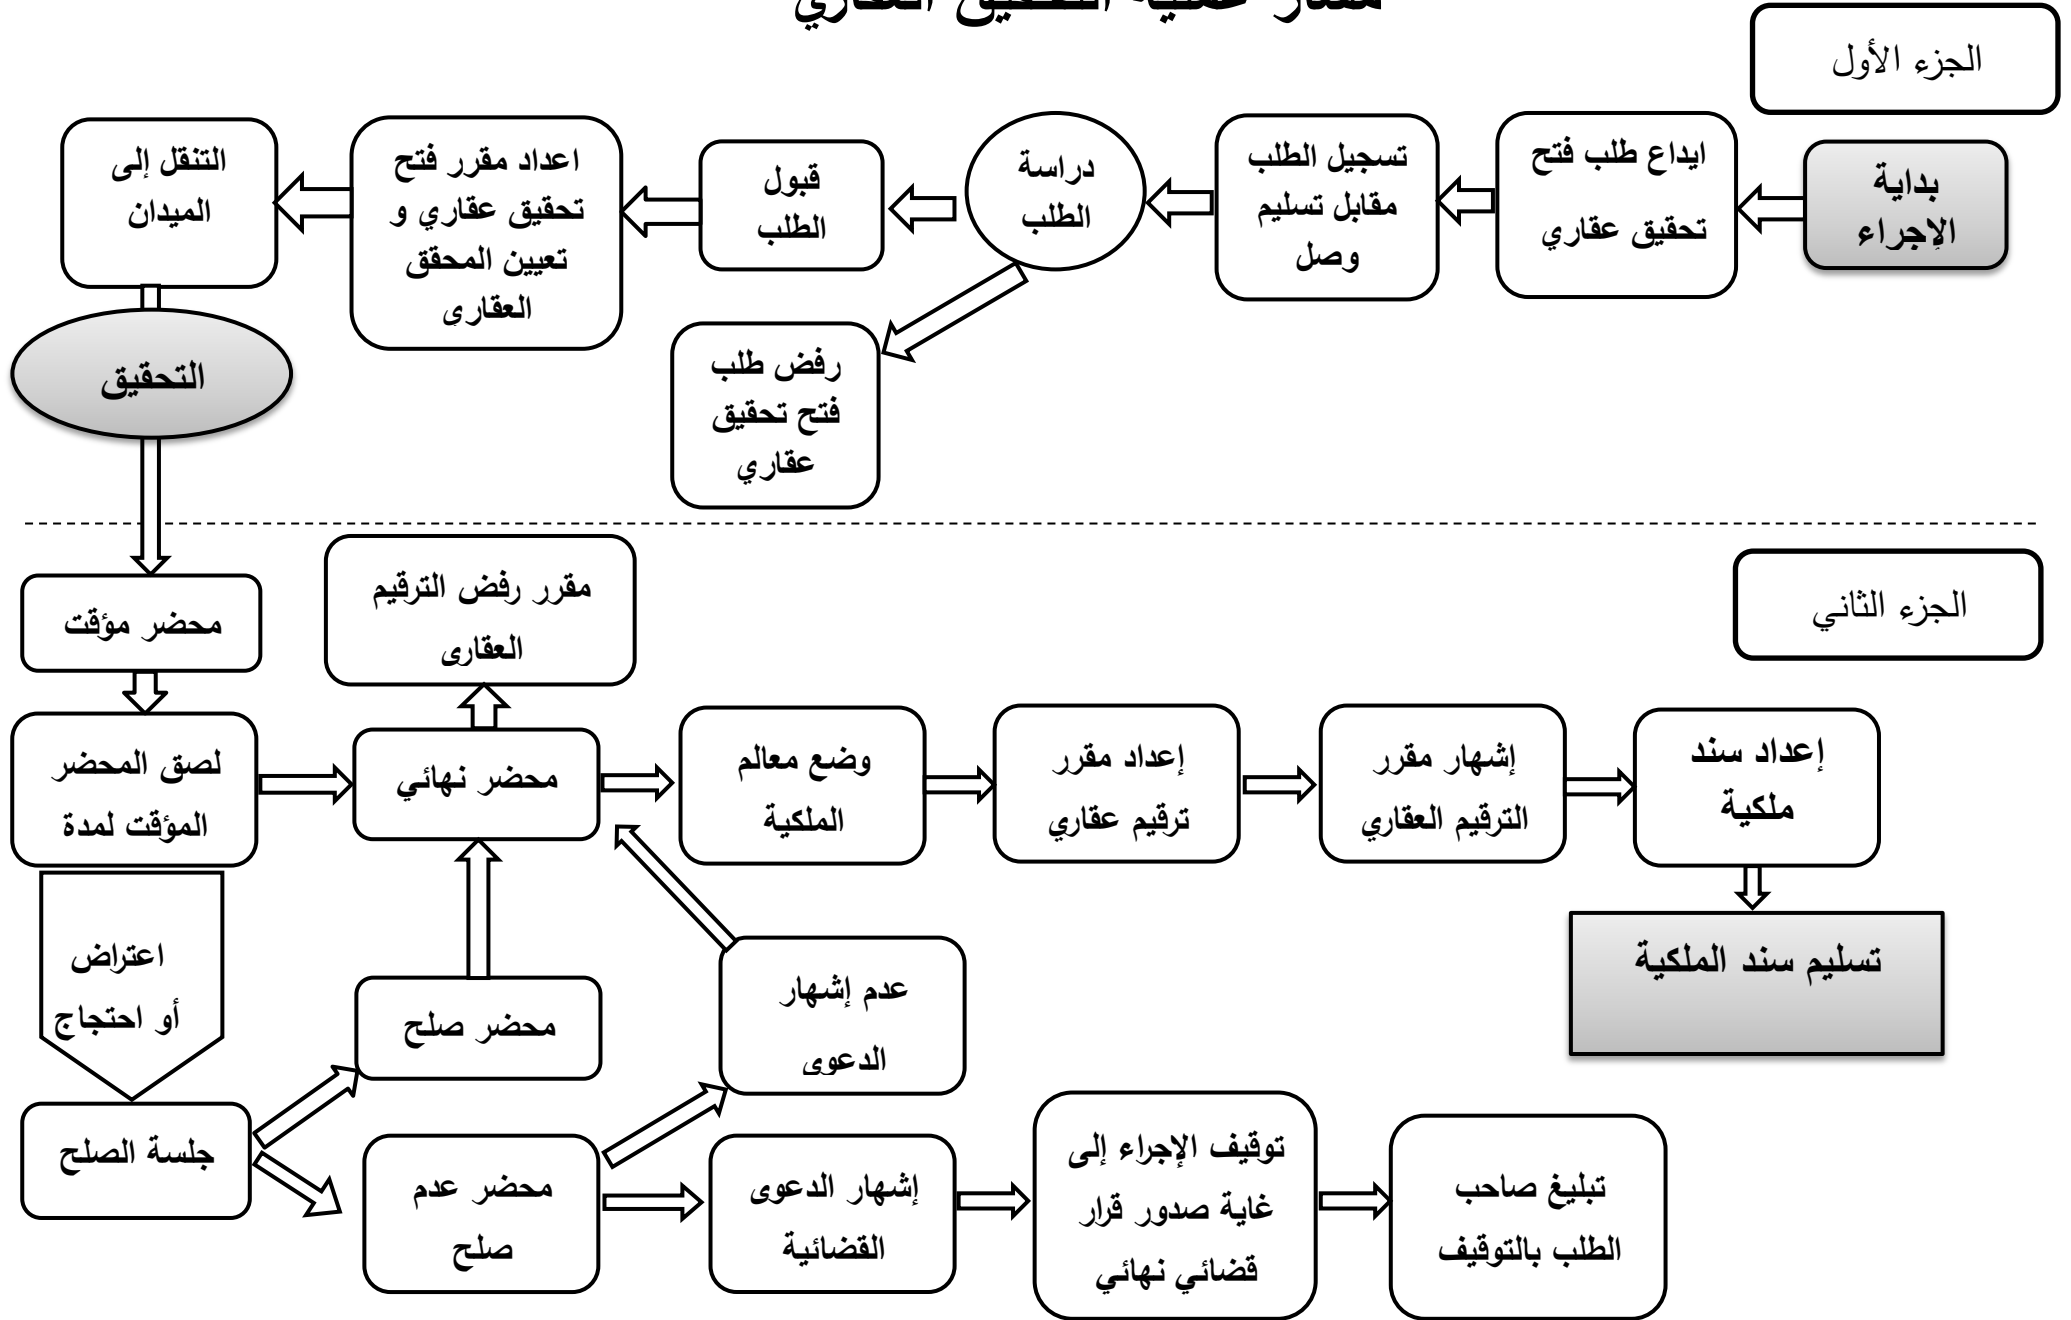 مسار عملية التحقيق العقاري
الجزء الأول
بداية
الإجراء
ايداع طلب فتح
تحقيق عقاري
تسجيل الطلب
مقابل تسليم
وصل
دراسة
الطلب
قبول
الطلب
اعداد مقرر فتح
تحقيق عقاري و
تعيين المحقق
العقاري
التنقل إلى
الميدان
رفض طلب
فتح تحقيق
عقاري
التحقيق
الجزء الثاني
محضر مؤقت
مقرر رفض الترقيم
العقاري
لصق المحضر
المؤقت لمدة
محضر نهائي
وضع معالم
الملكية
إعداد مقرر
ترقيم عقاري
إشهار مقرر
الترقيم العقاري
إعداد سند
ملكية
تسليم سند الملكية
اعتراض
أو احتجاج
محضر صلح
عدم إشهار
الدعوى
جلسة الصلح
محضر عدم
صلح
إشهار الدعوى
القضائية
توقيف الإجراء إلى
غاية صدور قرار
قضائي نهائي
تبليغ صاحب
الطلب بالتوقيف